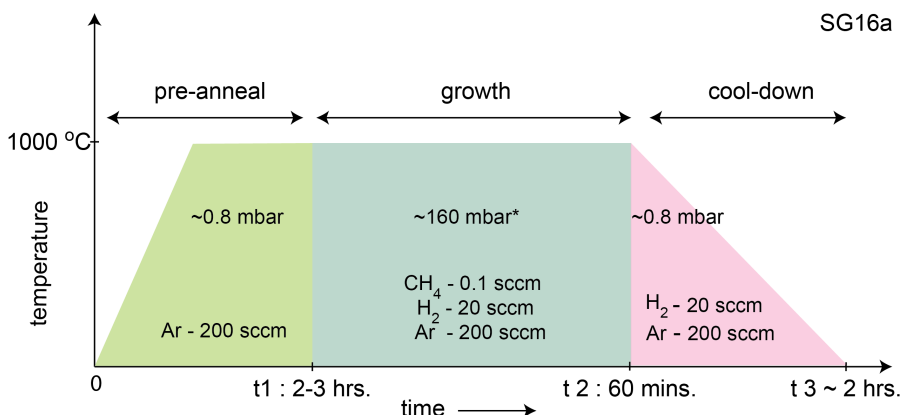 SG16a
pre-anneal
growth
cool-down
1000 ºC
temperature
~0.8 mbar
~160 mbar*
~0.8 mbar
CH4 - 0.1 sccm
H2 - 20 sccm
Ar - 200 sccm
Ar - 200 sccm
H2 - 20 sccm
Ar - 200 sccm
0
t1 : 2-3 hrs.
t 2 : 60 mins.
t 3 ~ 2 hrs.
time